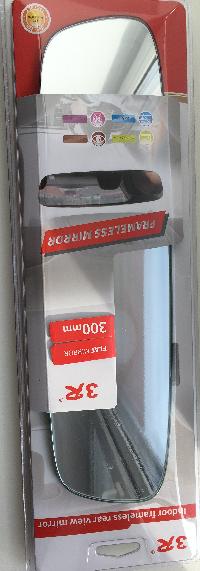 3R
Indoor frameless rear view mirror
3R
FLAT MIRROR
300mm
FRAMELESS MIRROR